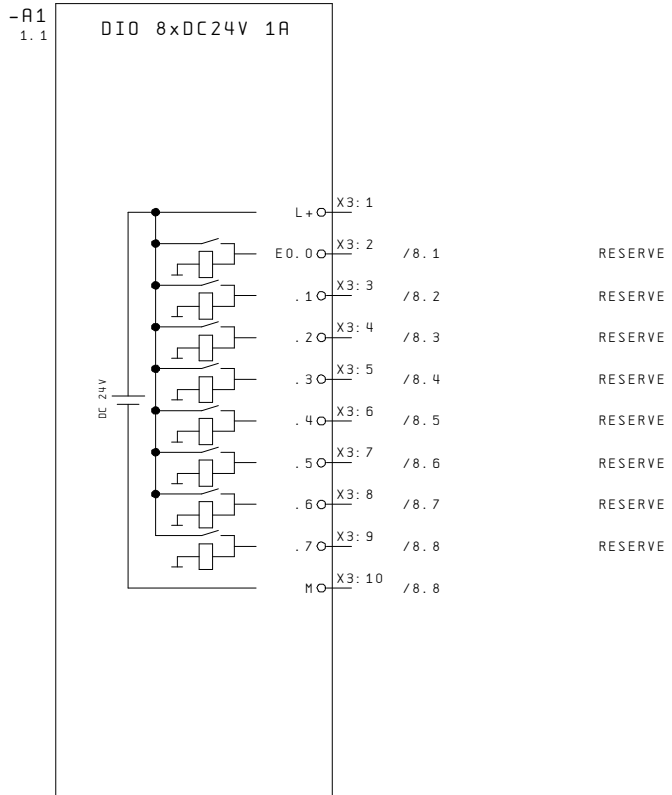 -A1
1.1
DIO 8xDC24V 1A
L+ X3:1
E0.0 X3:2 /8.1 RESERVE
.1 X3:3 /8.2 RESERVE
.2 X3:4 /8.3 RESERVE
.3 X3:5 /8.4 RESERVE
DC 24V
.4 X3:6 /8.5 RESERVE
.5 X3:7 /8.6 RESERVE
.6 X3:8 /8.7 RESERVE
.7 X3:9 /8.8 RESERVE
M X3:10 /8.8